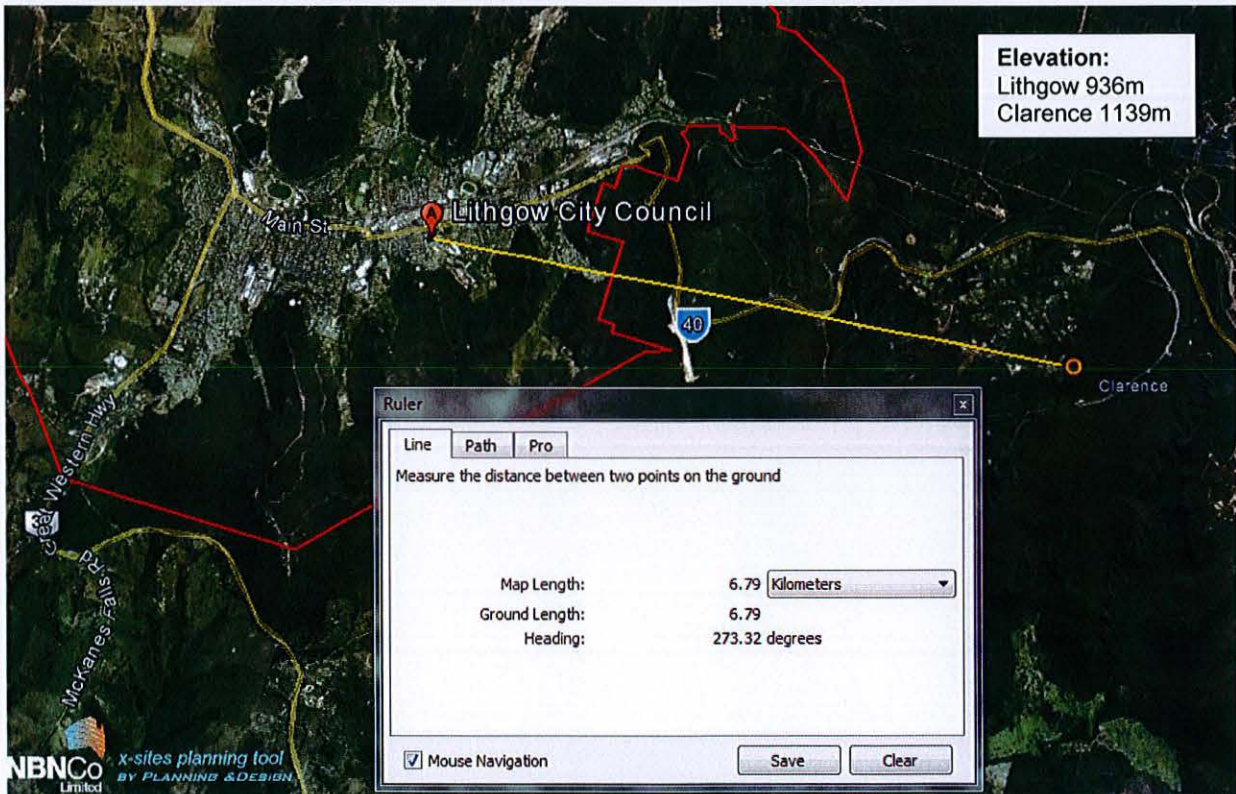 Elevation:
Lithgow 936m
Clarence 1139m
Lithgow City Council
A
Main St
40
Clarence
Great Western Hwy
McKanes Falls Rd
Ruler
x
Line Path Pro
Measure the distance between two points on the ground
Map Length: 6.79 Kilometers
Ground Length: 6.79
Heading: 273.32 degrees
Mouse Navigation Save Clear
NBNCo
Limited
x-sites planning tool
BY PLANNING & DESIGN